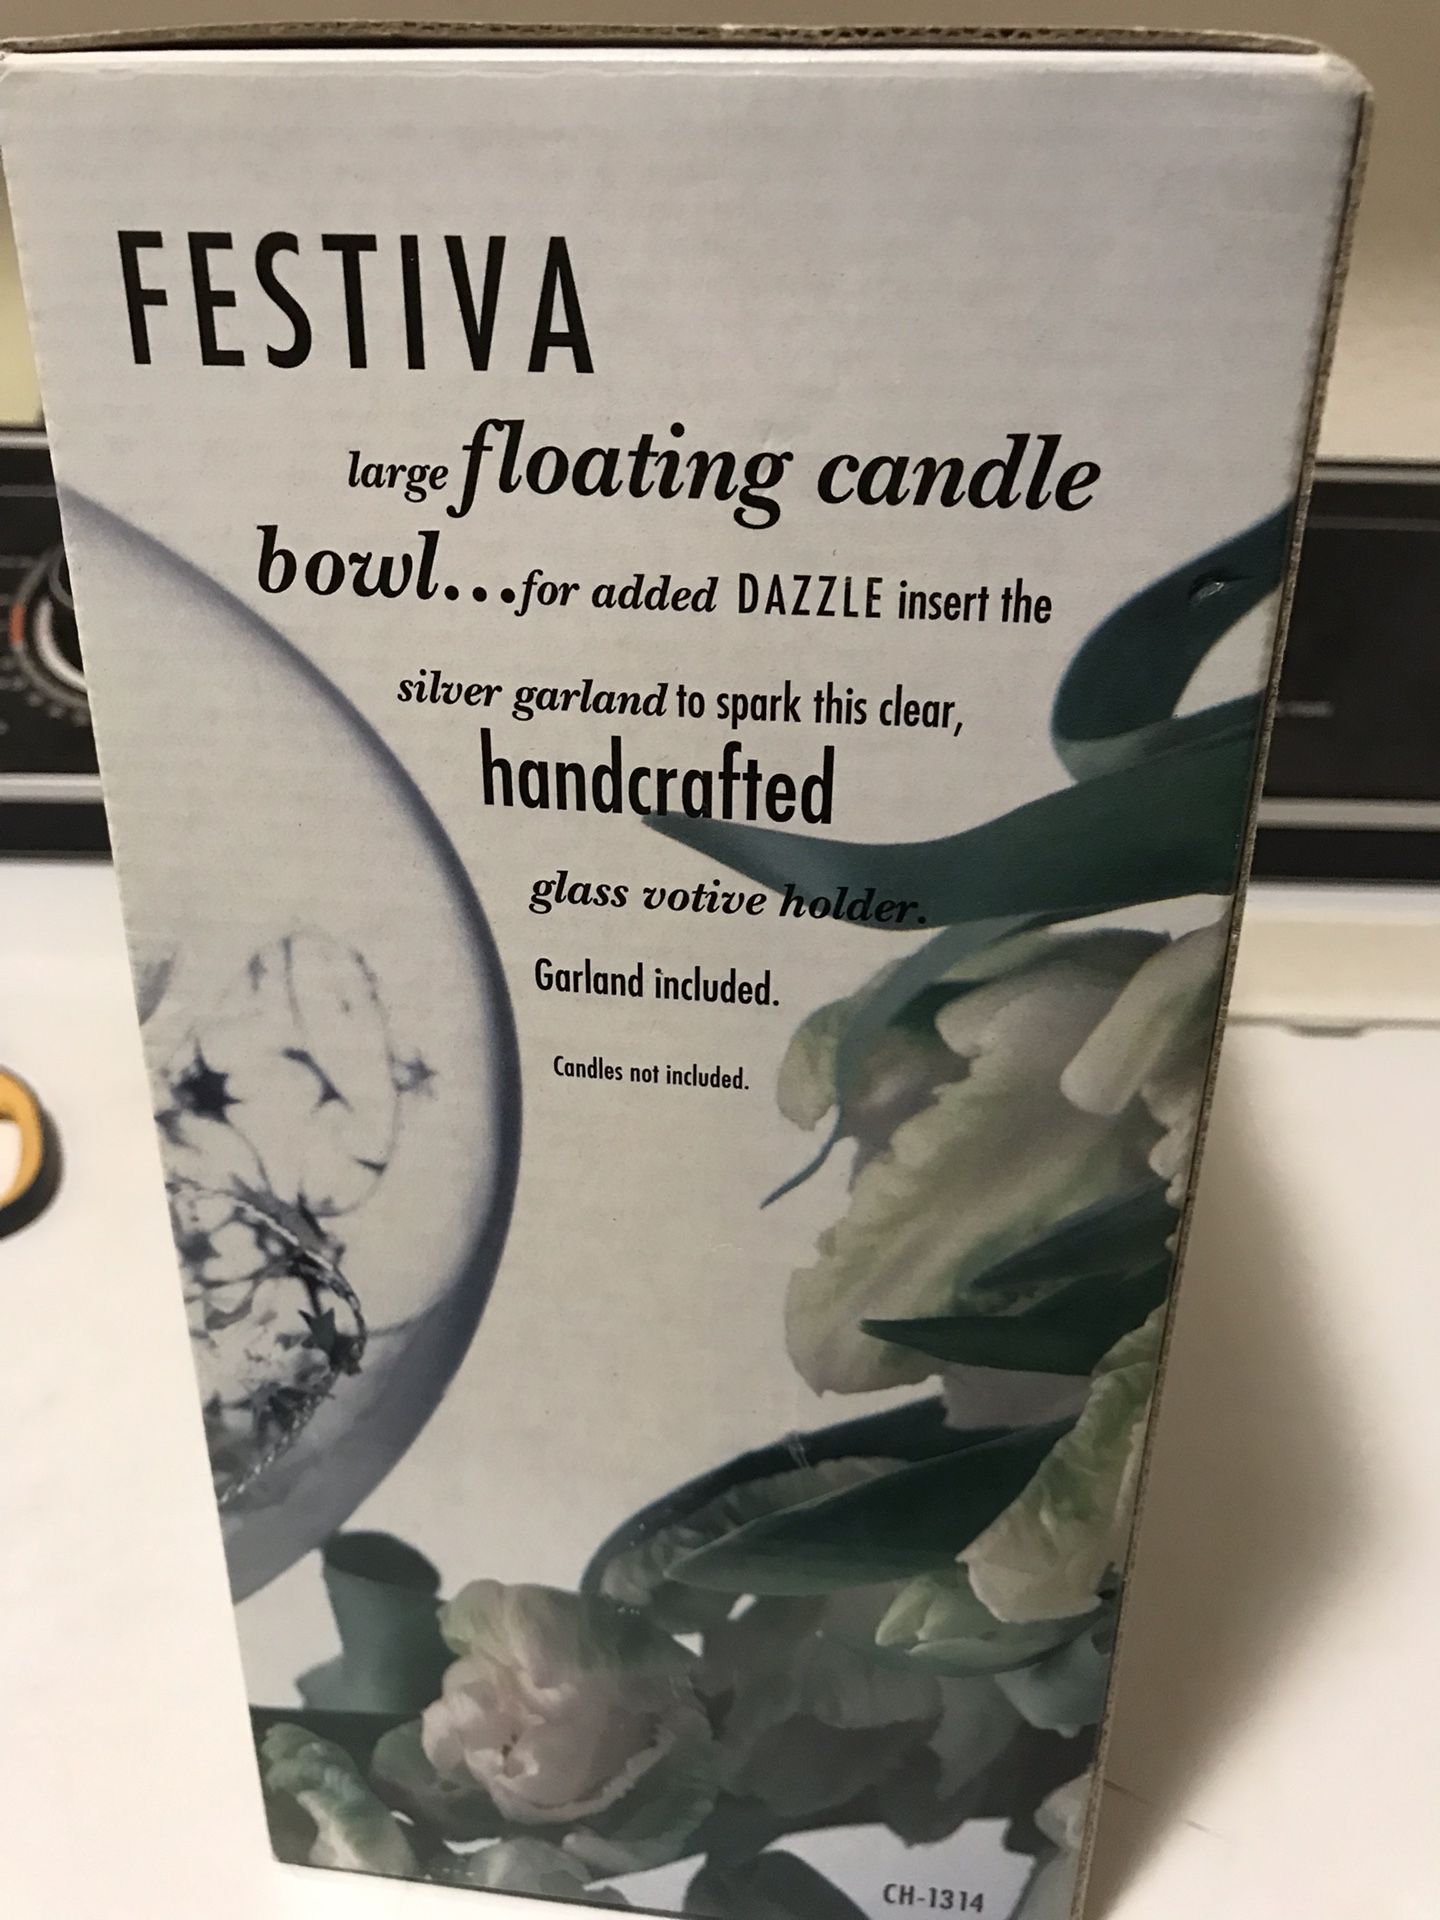 FESTIVA
large floating candle
bowl...for added DAZZLE insert the
silver garland to spark this clear,
handcrafted
glass votive holder.
Garland included.
Candles not included.
CH-1314